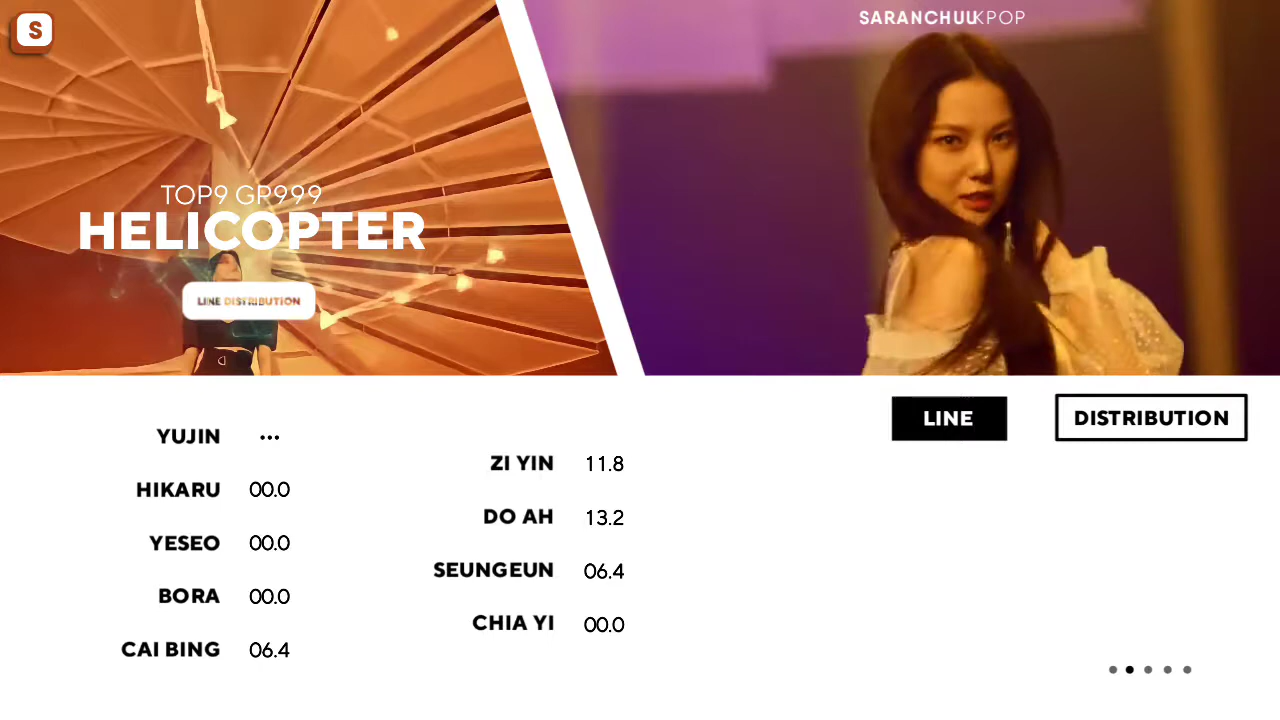 S
SARANCHUUKPOP
TOP9 GP999
HELICOPTER
LINE DISTRIBUTION
LINE
DISTRIBUTION
YUJIN ...
HIKARU 00.0
YESEO 00.0
BORA 00.0
CAI BING 06.4
ZI YIN 11.8
DO AH 13.2
SEUNGEUN 06.4
CHIA YI 00.0